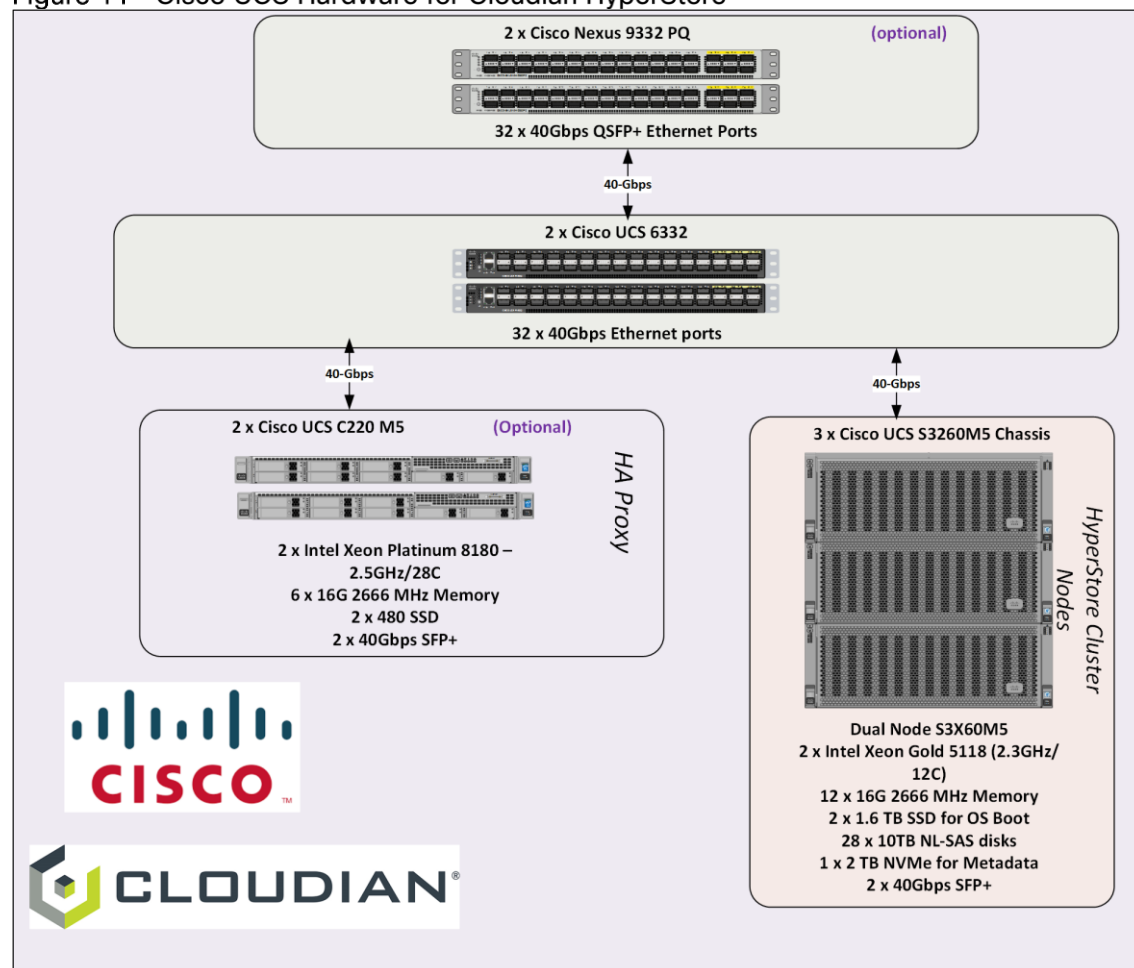 2 x Cisco Nexus 9332 PQ (optional)
32 x 40Gbps QSFP+ Ethernet Ports
40-Gbps
2 x Cisco UCS 6332
32 x 40Gbps Ethernet ports
40-Gbps
40-Gbps
2 x Cisco UCS C220 M5 (Optional)
HA Proxy
2 x Intel Xeon Platinum 8180 –
2.5GHz/28C
6 x 16G 2666 MHz Memory
2 x 480 SSD
2 x 40Gbps SFP+
3 x Cisco UCS S3260M5 Chassis
HyperStore Cluster
Nodes
Dual Node S3X60M5
2 x Intel Xeon Gold 5118 (2.3GHz/
12C)
12 x 16G 2666 MHz Memory
2 x 1.6 TB SSD for OS Boot
28 x 10TB NL-SAS disks
1 x 2 TB NVMe for Metadata
2 x 40Gbps SFP+
CISCO™
CLOUDIAN®